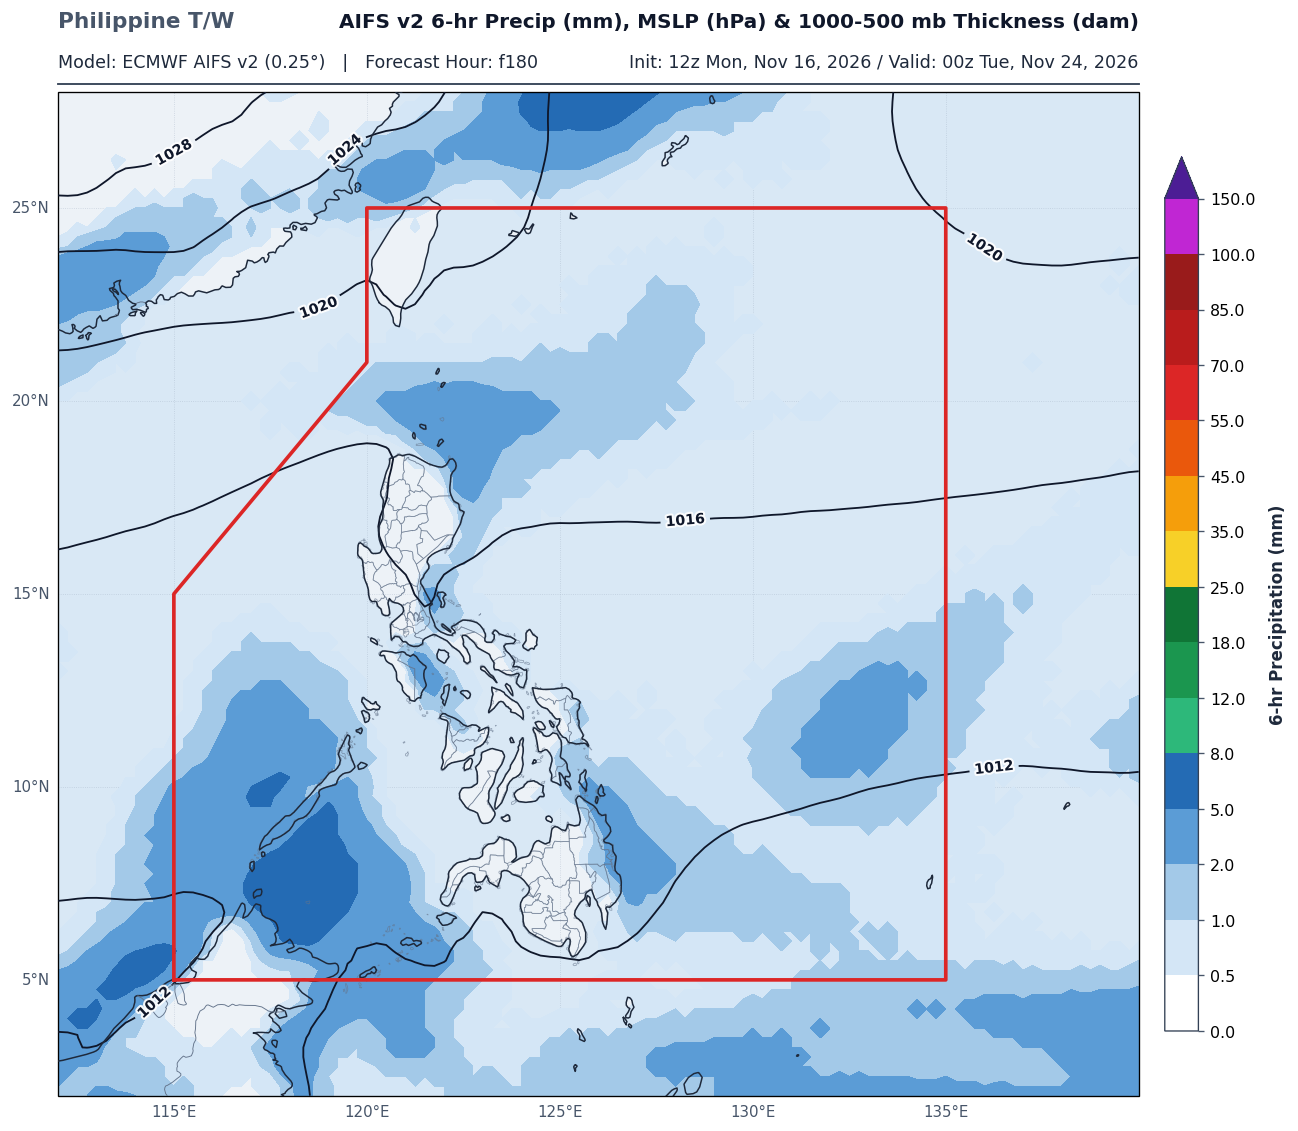 Philippine T/W
AIFS v2 6-hr Precip (mm), MSLP (hPa) & 1000-500 mb Thickness (dam)
Model: ECMWF AIFS v2 (0.25°) | Forecast Hour: f180
Init: 12z Mon, Nov 16, 2026 / Valid: 00z Tue, Nov 24, 2026
1028
1024
1020
1020
1016
1012
1012
25°N
20°N
15°N
10°N
5°N
115°E
120°E
125°E
130°E
135°E
150.0
100.0
85.0
70.0
55.0
45.0
35.0
25.0
18.0
12.0
8.0
5.0
2.0
1.0
0.5
0.0
6-hr Precipitation (mm)